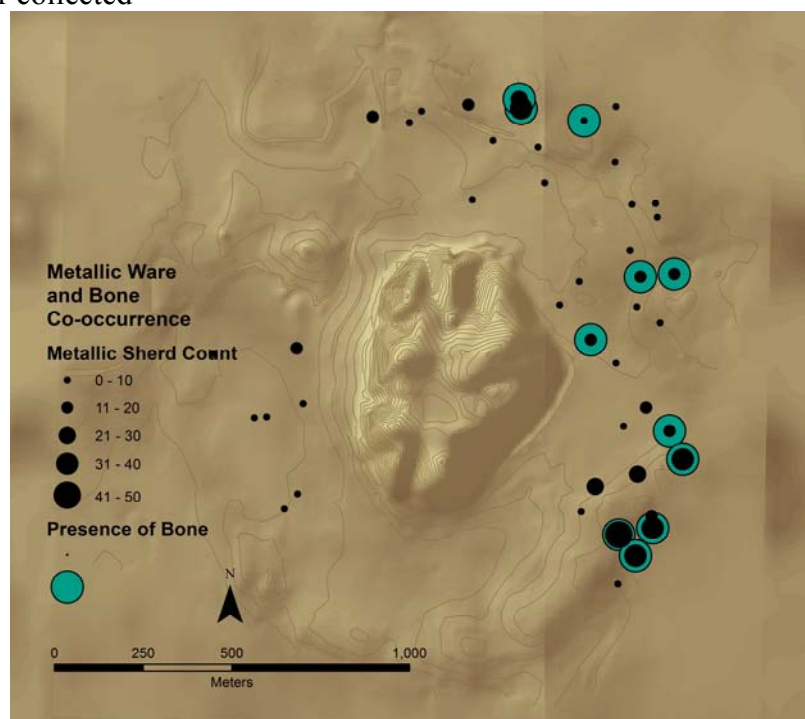 collected
Metallic Ware
and Bone
Co-occurrence
Metallic Sherd Count
0 - 10
11 - 20
21 - 30
31 - 40
41 - 50
Presence of Bone
N
0 250 500 1,000
Meters